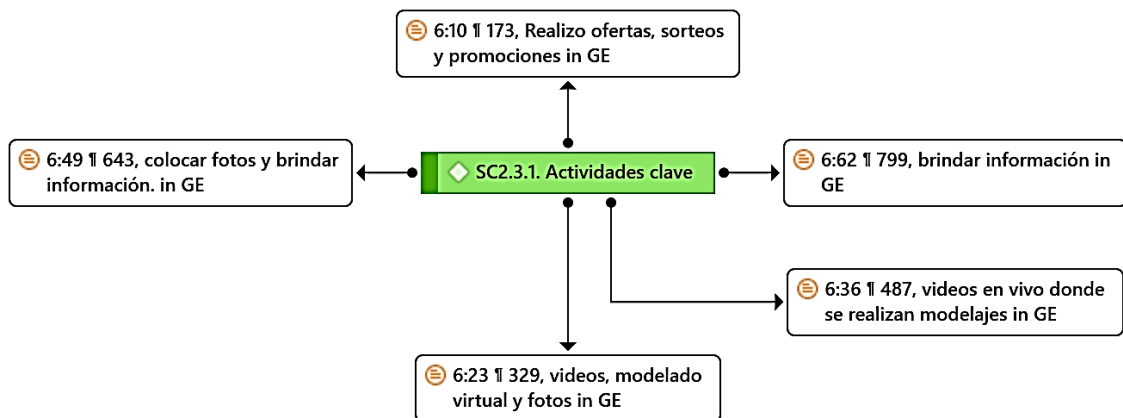 6:10 ¶ 173, Realizo ofertas, sorteos
y promociones in GE
6:49 ¶ 643, colocar fotos y brindar
información. in GE
SC2.3.1. Actividades clave
6:62 ¶ 799, brindar información in
GE
6:36 ¶ 487, videos en vivo donde
se realizan modelajes in GE
6:23 ¶ 329, videos, modelado
virtual y fotos in GE